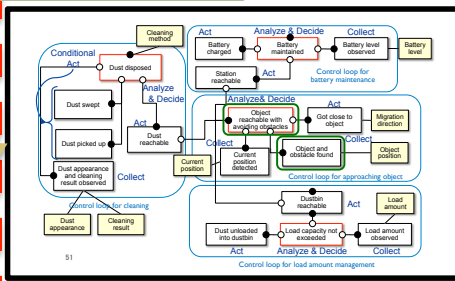 Cleaning
method
Conditional
Act
Dust disposed
Analyze
& Decide
Dust swept
Act
Dust picked up
Dust
reachable
Dust appearance
and cleaning
result observed
Collect
Control loop for cleaning
Dust
appearance
Cleaning
result
Act
Analyze & Decide
Collect
Battery
charged
Battery
maintained
Battery level
observed
Battery
level
Station
reachable
Act
Control loop for
battery maintenance
Analyze& Decide
Act
Object
reachable with
avoiding obstacles
Got close to
object
Migration
direction
Collect
Collect
Current
position
Current
position
detected
Object and
obstacle found
Object
position
Control loop for approaching object
Dustbin
reachable
Act
Load
amount
Dust unloaded
into dustbin
Load capacity not
exceeded
Load amount
observed
Act
Analyze & Decide
Collect
Control loop for load amount management
51